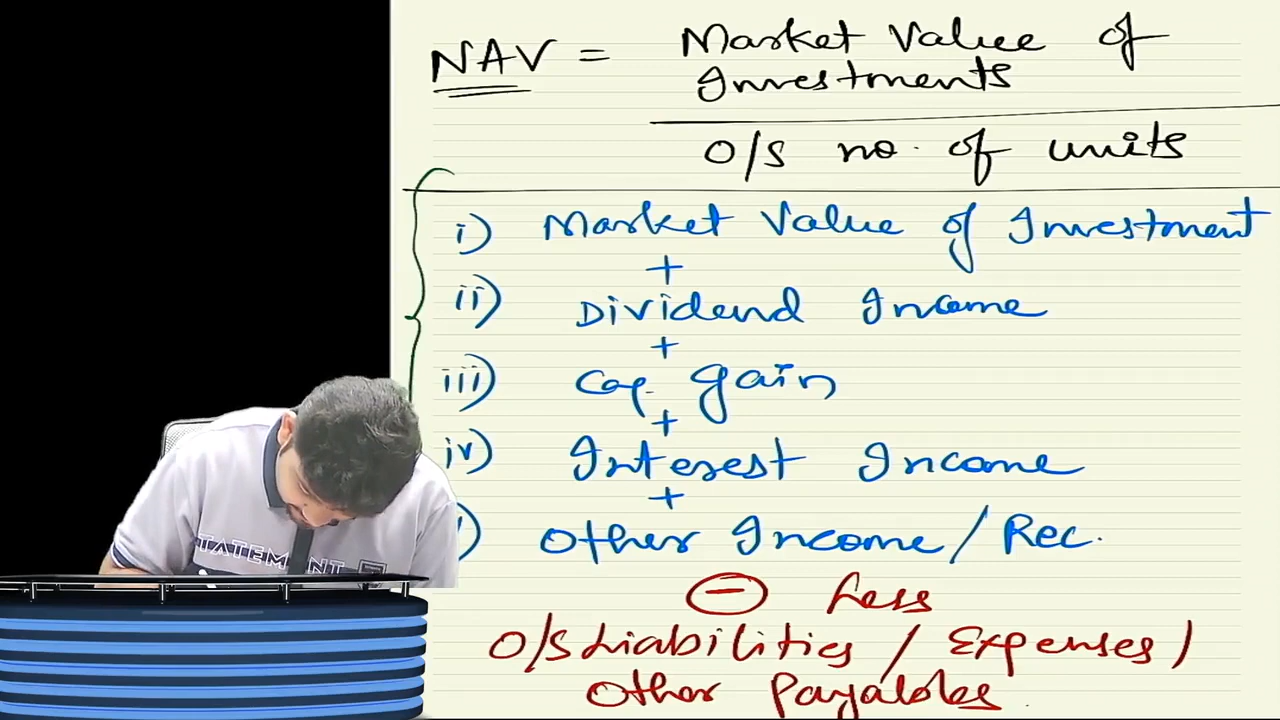 NAV = Market Value of
Investments
O/S no. of units
i) Market Value of Investment
+
ii) Dividend Income
+
iii) Cap. gain
+
iv) Interest Income
+
) Other Income / Rec.
− Less
O/S Liabilities / Expenses /
Other Payables
TATEMENT